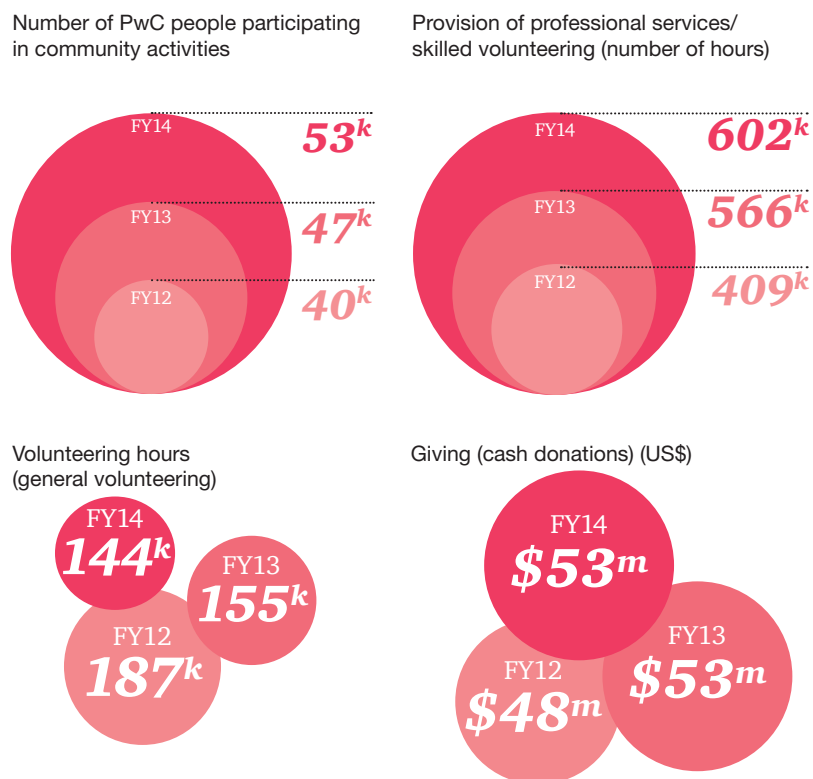 Number of PwC people participating
in community activities
FY14
53k
FY13
47k
FY12
40k
Provision of professional services/
skilled volunteering (number of hours)
FY14
602k
FY13
566k
FY12
409k
Volunteering hours
(general volunteering)
FY14
144k
FY13
155k
FY12
187k
Giving (cash donations) (US$)
FY14
$53m
FY13
$53m
FY12
$48m